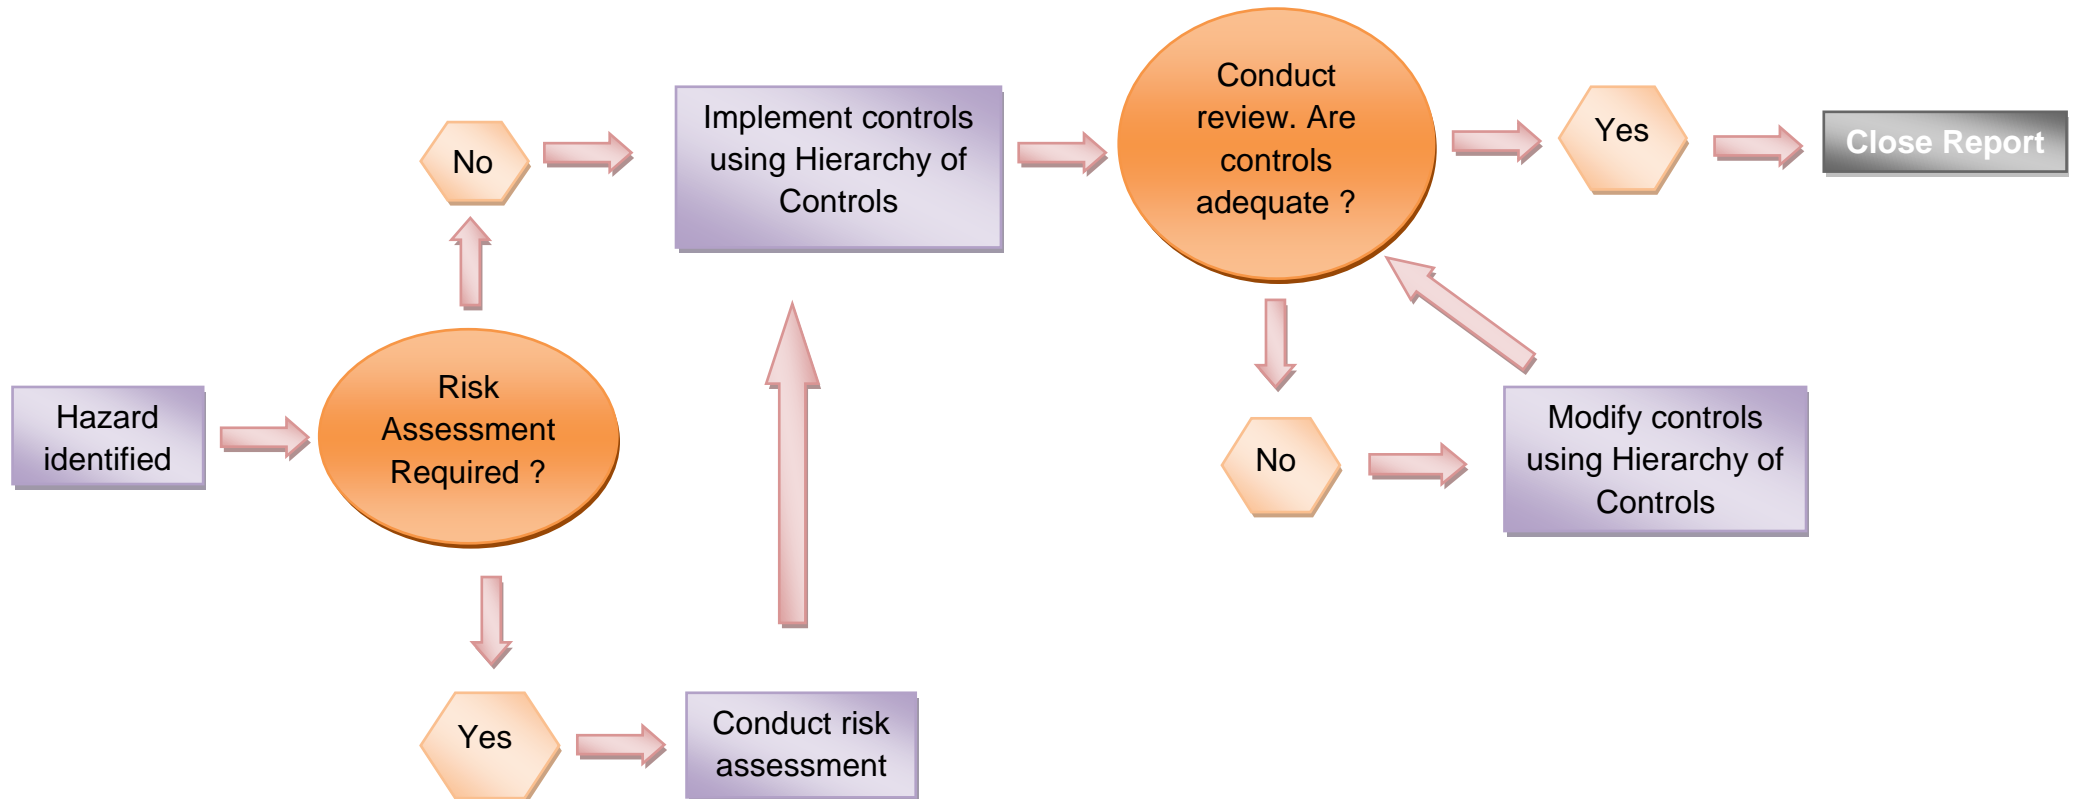 Hazard
identified
Risk
Assessment
Required ?
No
Yes
Conduct risk
assessment
Implement controls
using Hierarchy of
Controls
Conduct
review. Are
controls
adequate ?
Yes
Close Report
No
Modify controls
using Hierarchy of
Controls